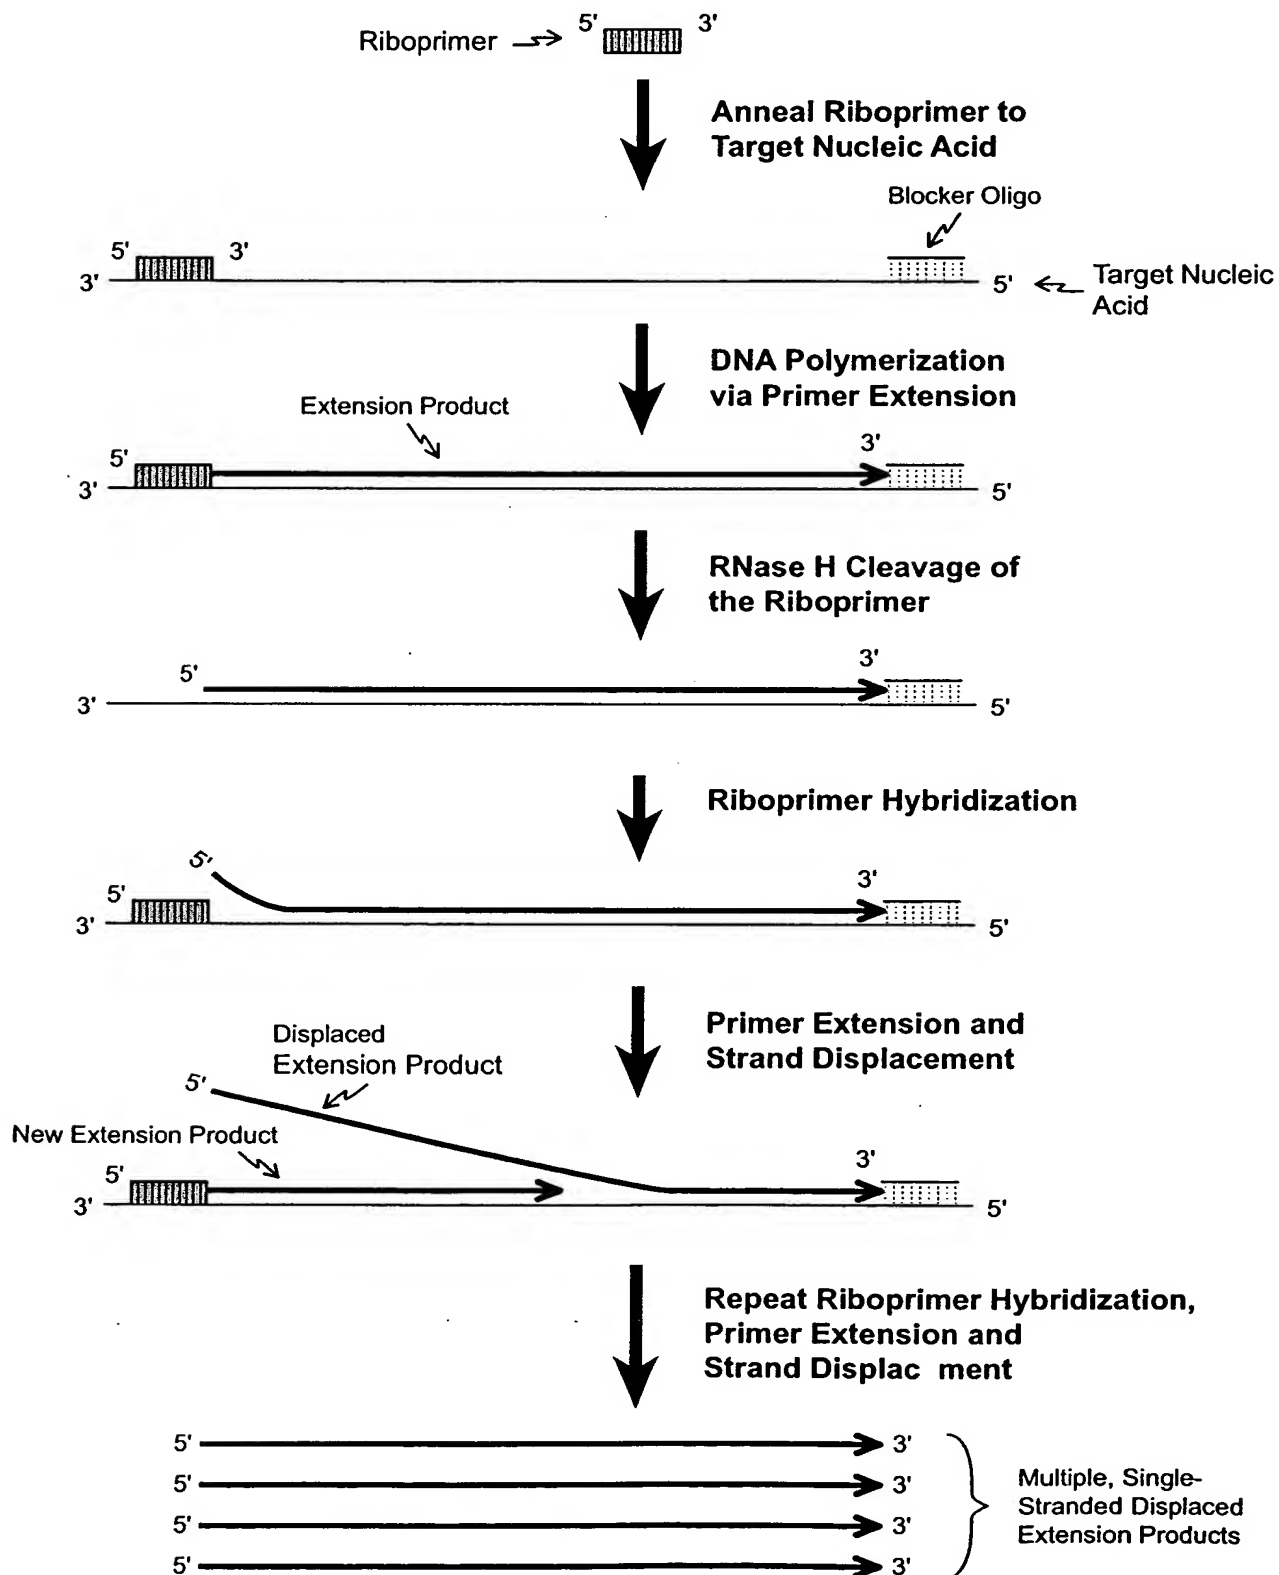 5' 3'
Riboprimer
Anneal Riboprimer to
Target Nucleic Acid
Blocker Oligo
5' 3'
3' 5'
Target Nucleic
Acid
DNA Polymerization
via Primer Extension
Extension Product
3'
5'
3' 5'
RNase H Cleavage of
the Riboprimer
3'
5'
3' 5'
Riboprimer Hybridization
5'
3'
5'
3' 5'
Primer Extension and
Strand Displacement
Displaced
Extension Product
5'
New Extension Product
3'
5'
3' 5'
Repeat Riboprimer Hybridization,
Primer Extension and
Strand Displac ment
5' 3'
5' 3'
5' 3'
5' 3'
Multiple, Single-
Stranded Displaced
Extension Products